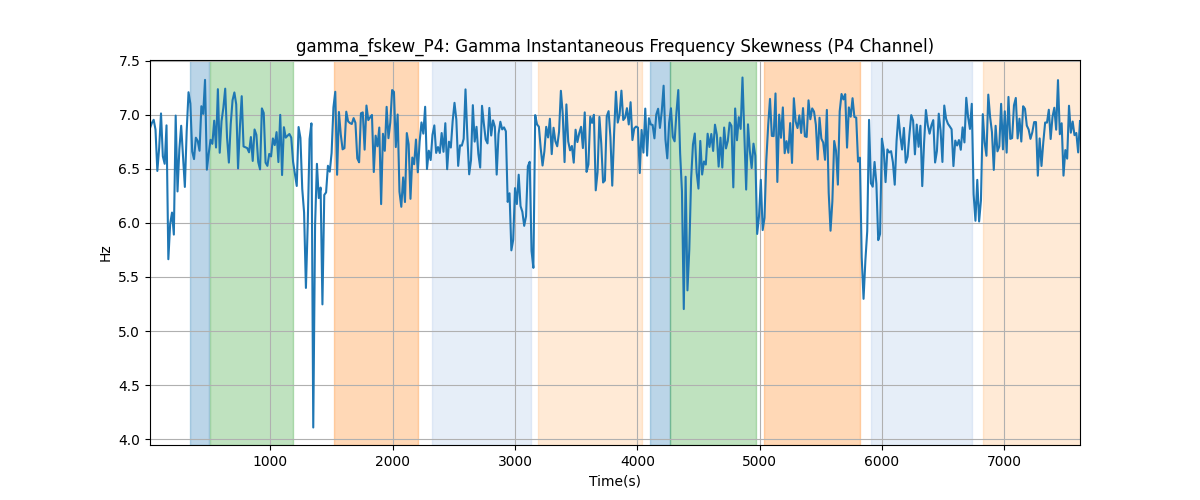 gamma_fskew_P4: Gamma Instantaneous Frequency Skewness (P4 Channel)
7.5
7.0
6.5
6.0
5.5
5.0
4.5
4.0
Hz
1000 2000 3000 4000 5000 6000 7000
Time(s)